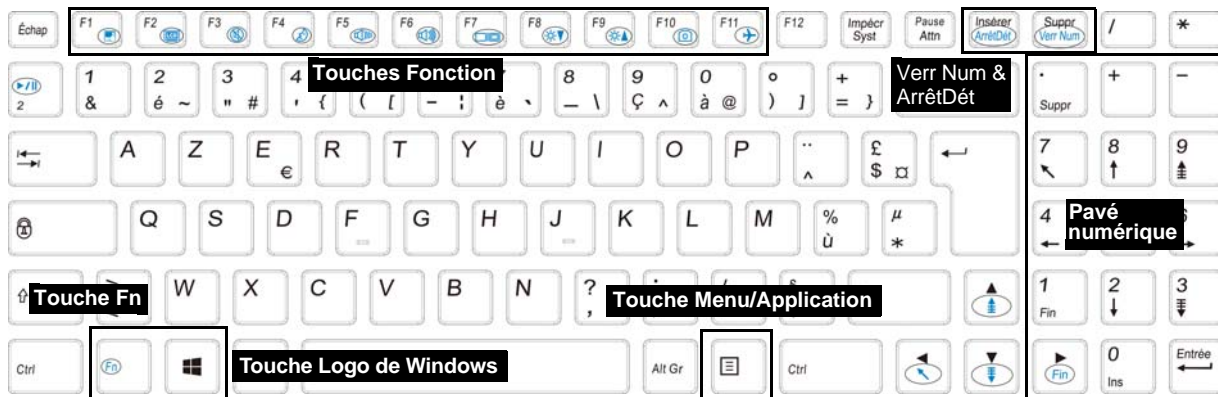 Échap F1 F2 F3 F4 F5 F6 F7 F8 F9 F10 F11 F12 Impécr Syst Pause Attn Insérer ArrêtDét Suppr Verr Num / *
Touches Fonction
Verr Num & ArrêtDét
2 1 & 2 é ~ 3 " # 4 ' { ( [ - ¦ è ` 8 _ \ 9 Ç ^ 0 à @ ° ) ] + = } . Suppr + -
A Z E € R T Y U I O P ¨ ^ £ $ ¤ 7 8 9
Q S D F G H J K L M % ù µ * 4
Pavé numérique
Touche Fn
W X C V B N ? ,
Touche Menu/Application
1 Fin 2 3
Ctrl Fn
Touche Logo de Windows
Alt Gr Ctrl Fin 0 Ins Entrée